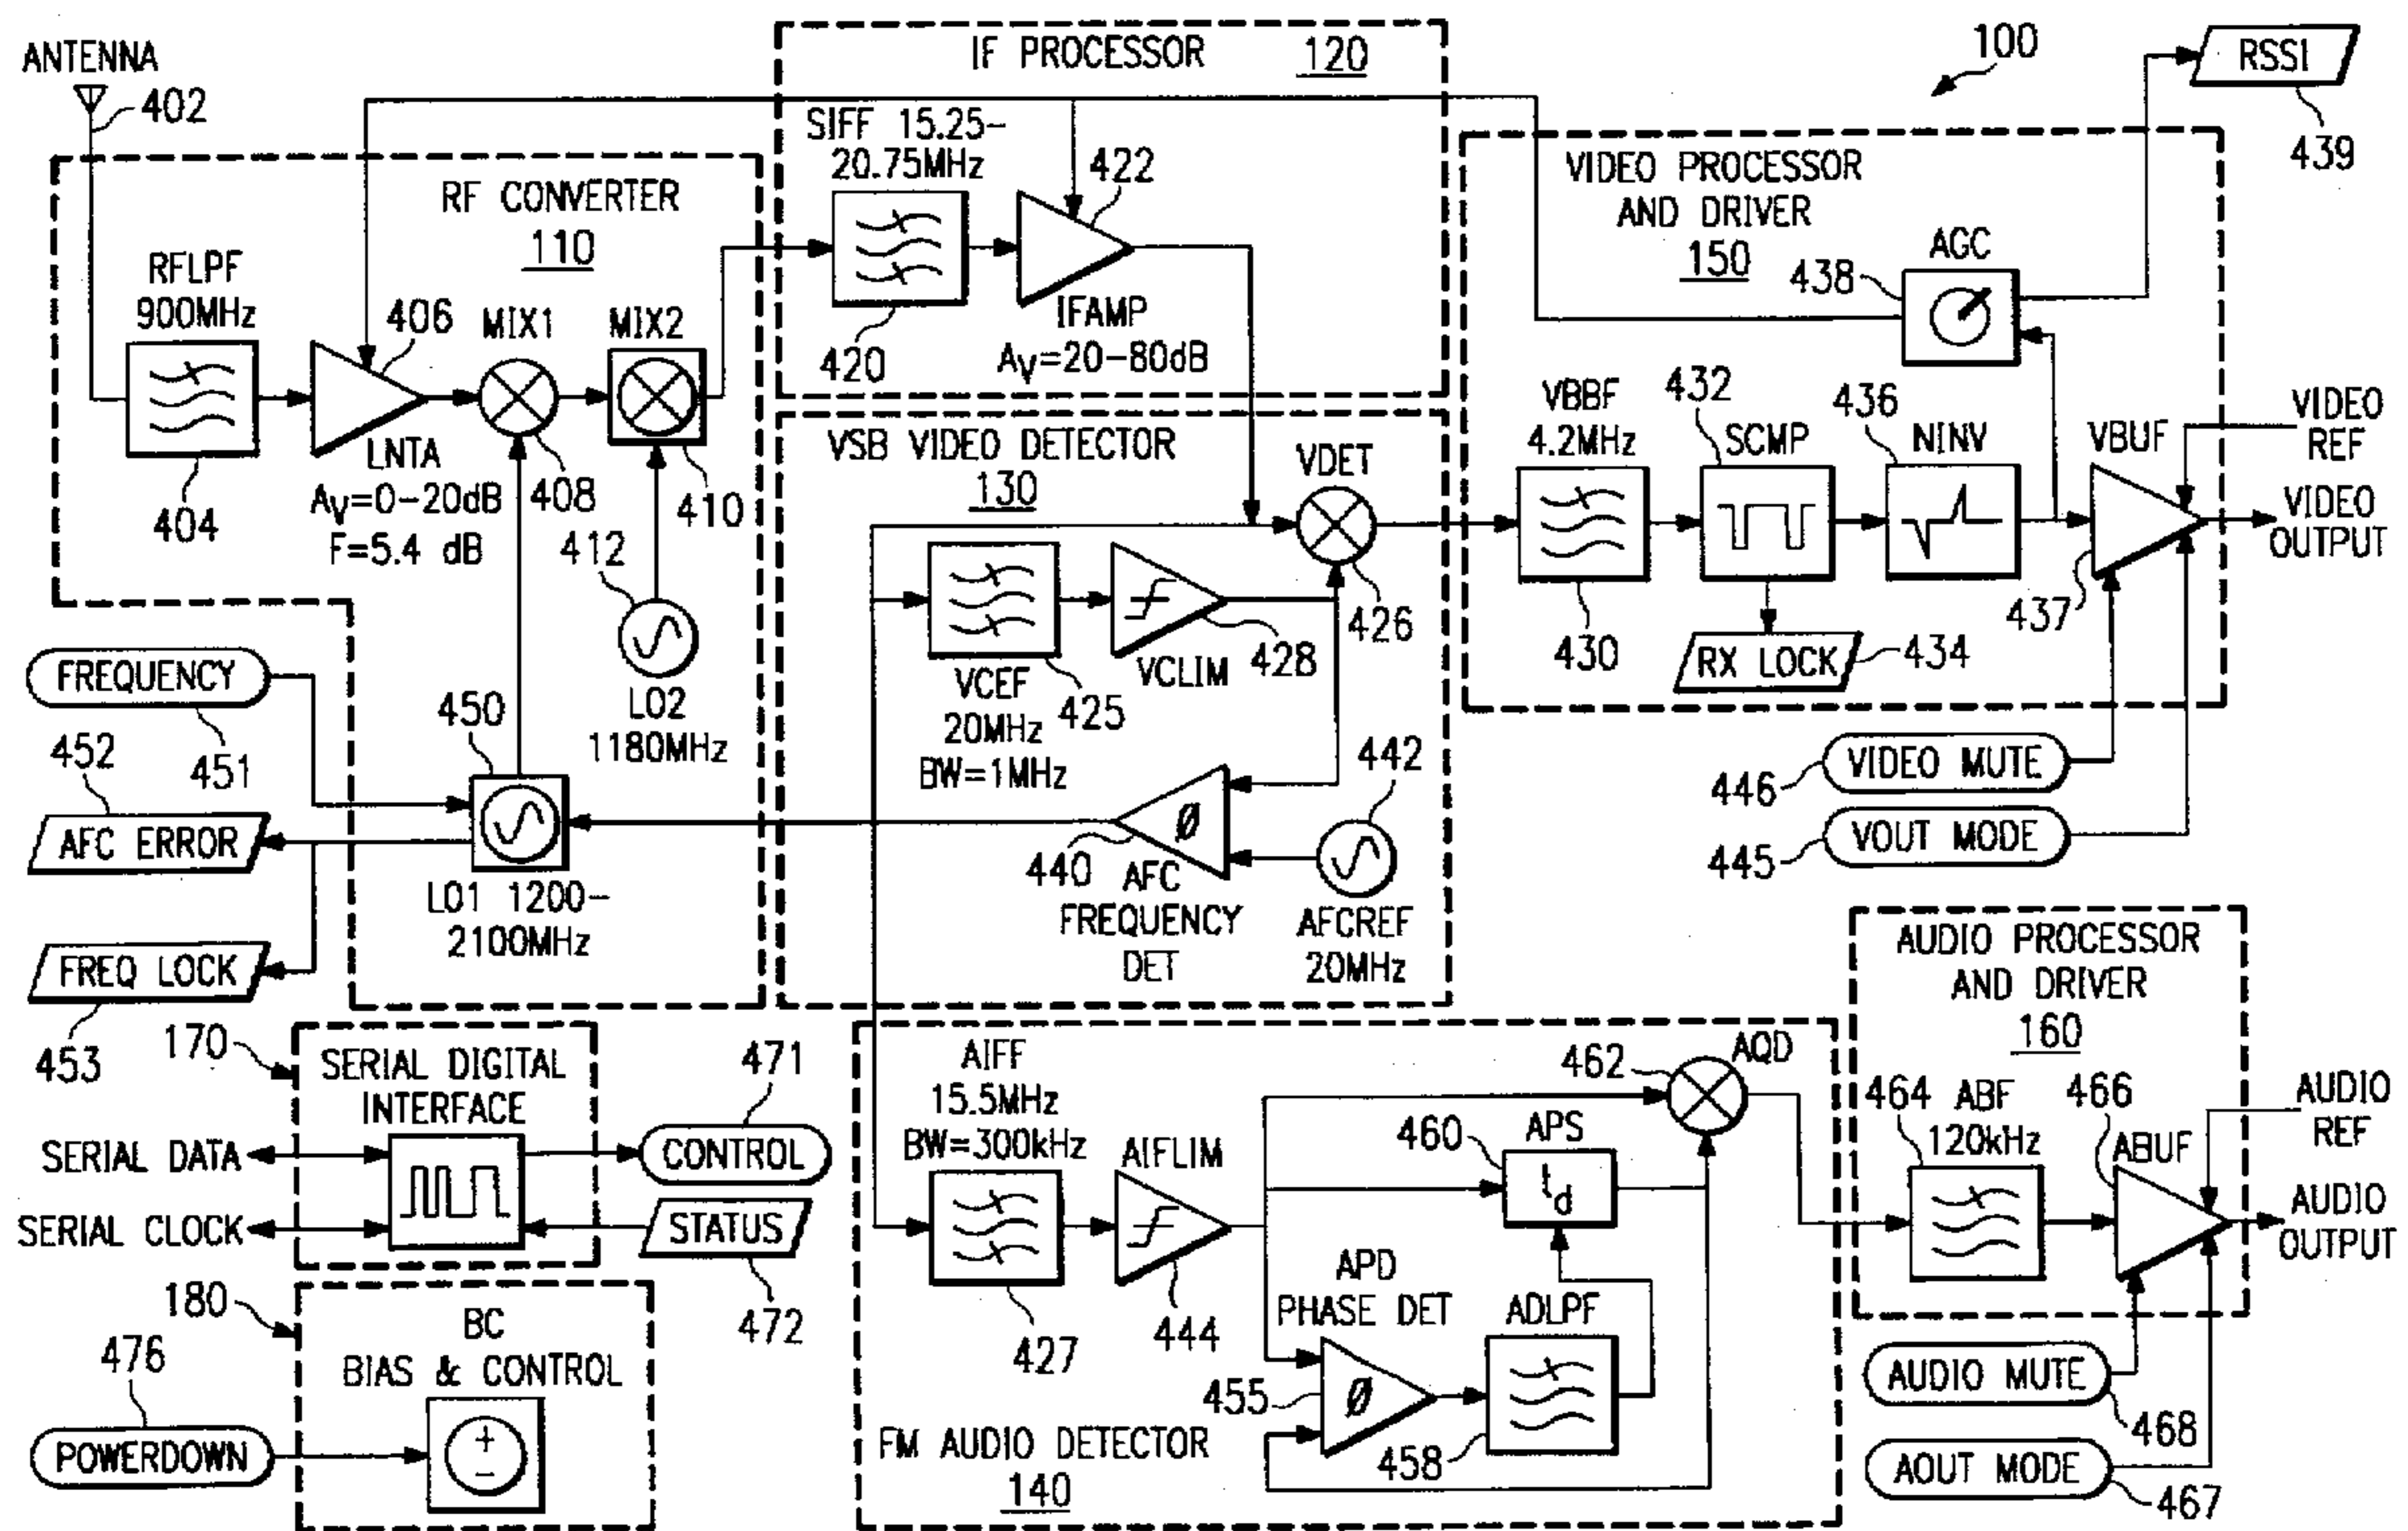 ANTENNA
402
IF PROCESSOR 120
100
RSSI
439
RF CONVERTER
110
RFLPF
900MHz
404
406
LNTA
AV=0-20dB
F=5.4 dB
MIX1
408
MIX2
410
412
LO2
1180MHz
SIFF 15.25-
20.75MHz
420
422
IFAMP
AV=20-80dB
VIDEO PROCESSOR
AND DRIVER
150
AGC
438
VSB VIDEO DETECTOR
130
VDET
426
VCEF
20MHz
BW=1MHz
425
VCLIM
428
VBBF
4.2MHz
430
432
SCMP
RX LOCK
434
436
NINV
VBUF
437
VIDEO
REF
VIDEO
OUTPUT
FREQUENCY
451
452
AFC ERROR
FREQ LOCK
453
450
LO1 1200-
2100MHz
Ø
440
AFC
FREQUENCY
DET
442
AFCREF
20MHz
446
VIDEO MUTE
445
VOUT MODE
170
SERIAL DIGITAL
INTERFACE
SERIAL DATA
SERIAL CLOCK
471
CONTROL
STATUS
472
180
BC
BIAS & CONTROL
+
-
476
POWERDOWN
AIFF
15.5MHz
BW=300kHz
427
AIFLIM
444
462
AQD
460
APS
td
APD
PHASE DET
455
Ø
ADLPF
458
FM AUDIO DETECTOR
140
AUDIO PROCESSOR
AND DRIVER
160
464
ABF
120kHz
466
ABUF
AUDIO
REF
AUDIO
OUTPUT
AUDIO MUTE
468
AOUT MODE
467